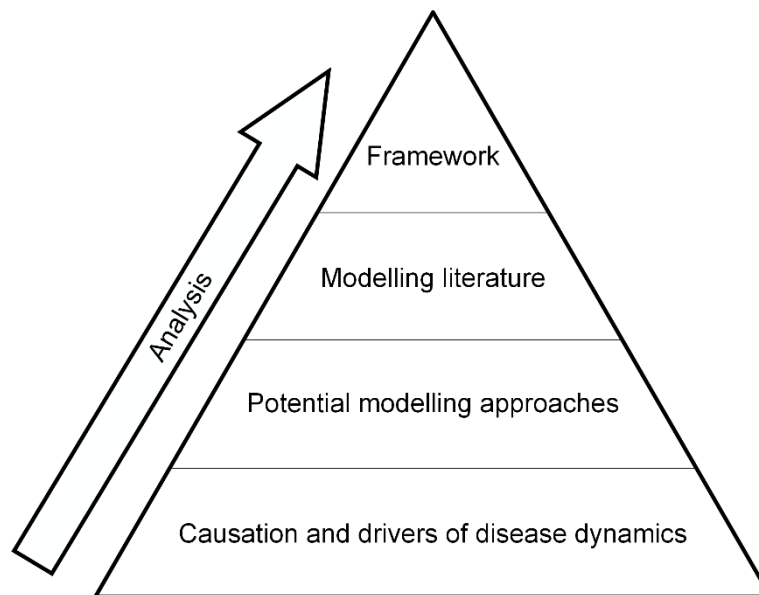 Framework
Modelling literature
Analysis
Potential modelling approaches
Causation and drivers of disease dynamics